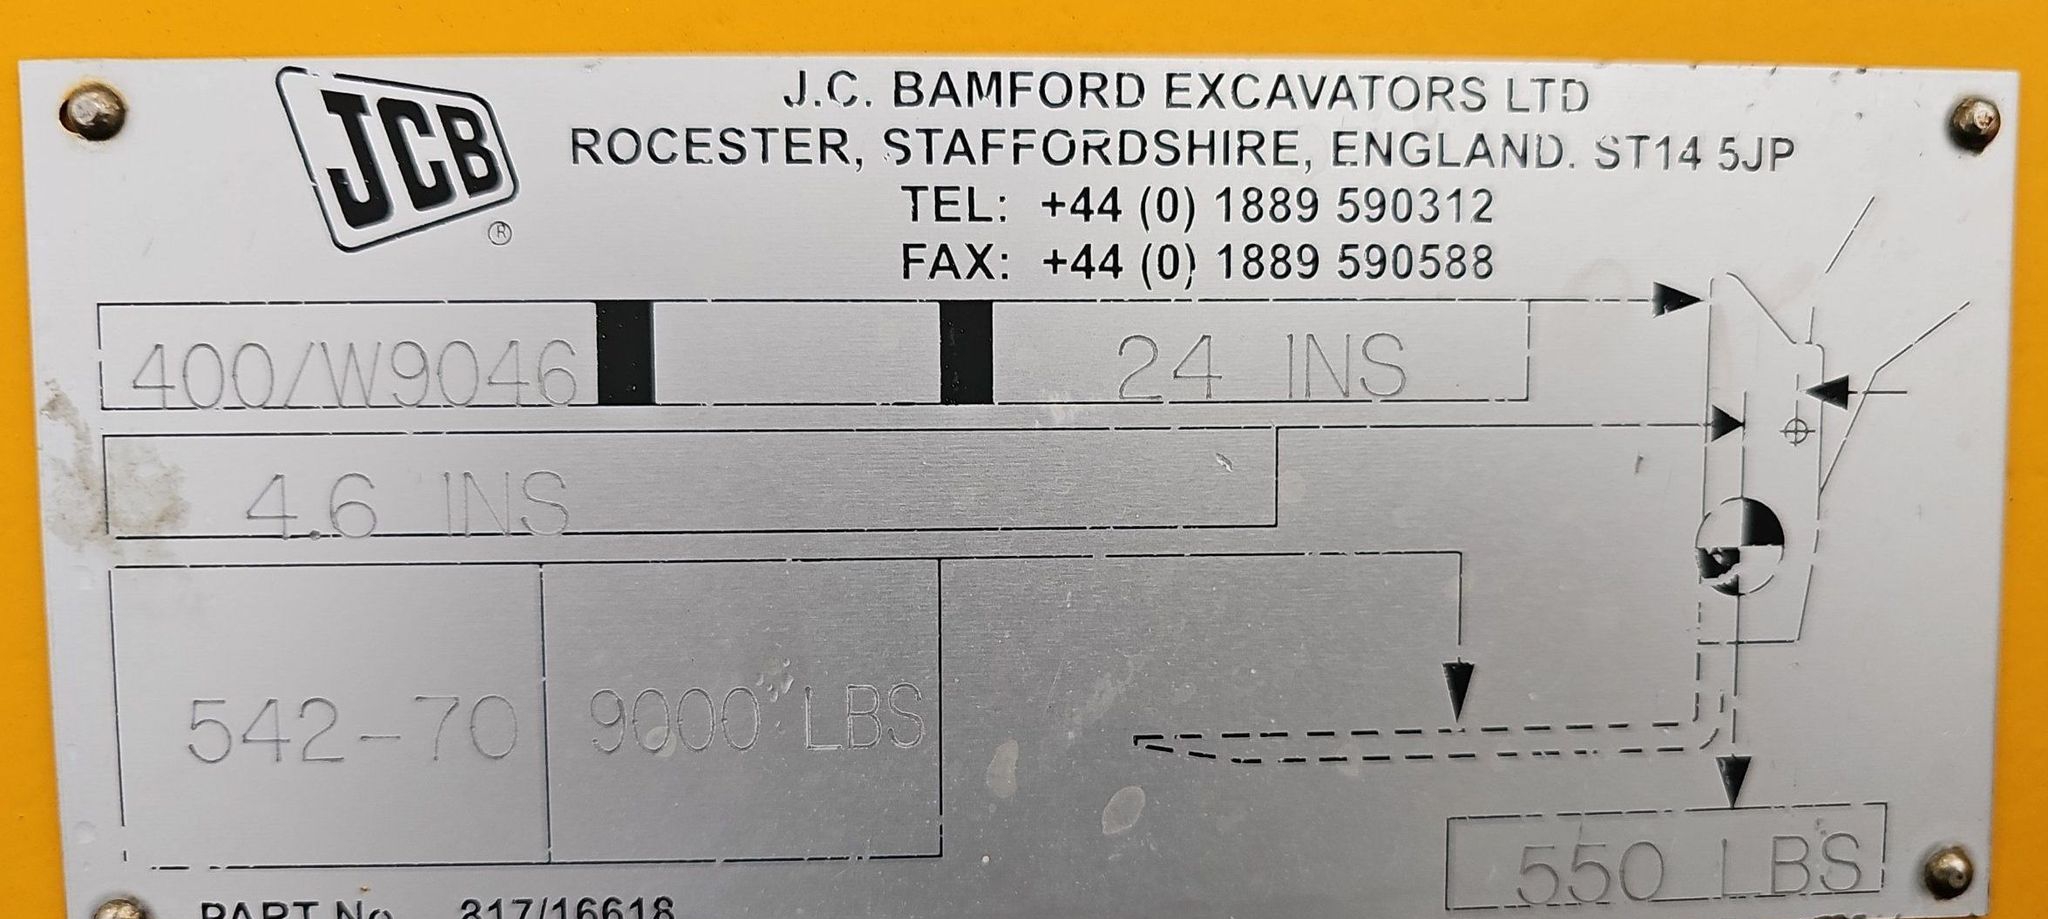 JCB
®
J.C. BAMFORD EXCAVATORS LTD
ROCESTER, STAFFORDSHIRE, ENGLAND. ST14 5JP
TEL: +44 (0) 1889 590312
FAX: +44 (0) 1889 590588
400/W9046 24 INS
4.6 INS
542-70 9000 LBS
550 LBS
PART No 317/16618